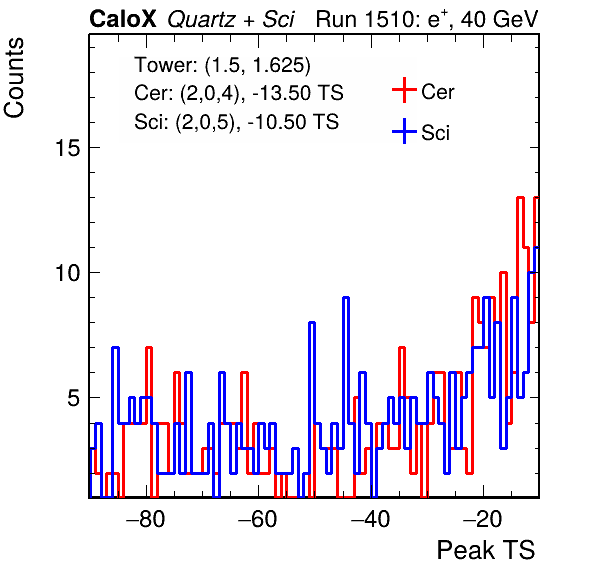 CaloX Quartz + Sci Run 1510: e⁺, 40 GeV
Counts
Tower: (1.5, 1.625)
Cer: (2,0,4), -13.50 TS
Sci: (2,0,5), -10.50 TS
Cer
Sci
15
10
5
−80 −60 −40 −20
Peak TS